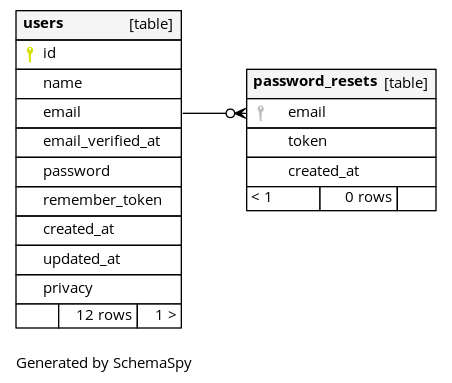 users [table]
id
name
email
email_verified_at
password
remember_token
created_at
updated_at
privacy
12 rows 1 >
password_resets [table]
email
token
created_at
< 1 0 rows
Generated by SchemaSpy